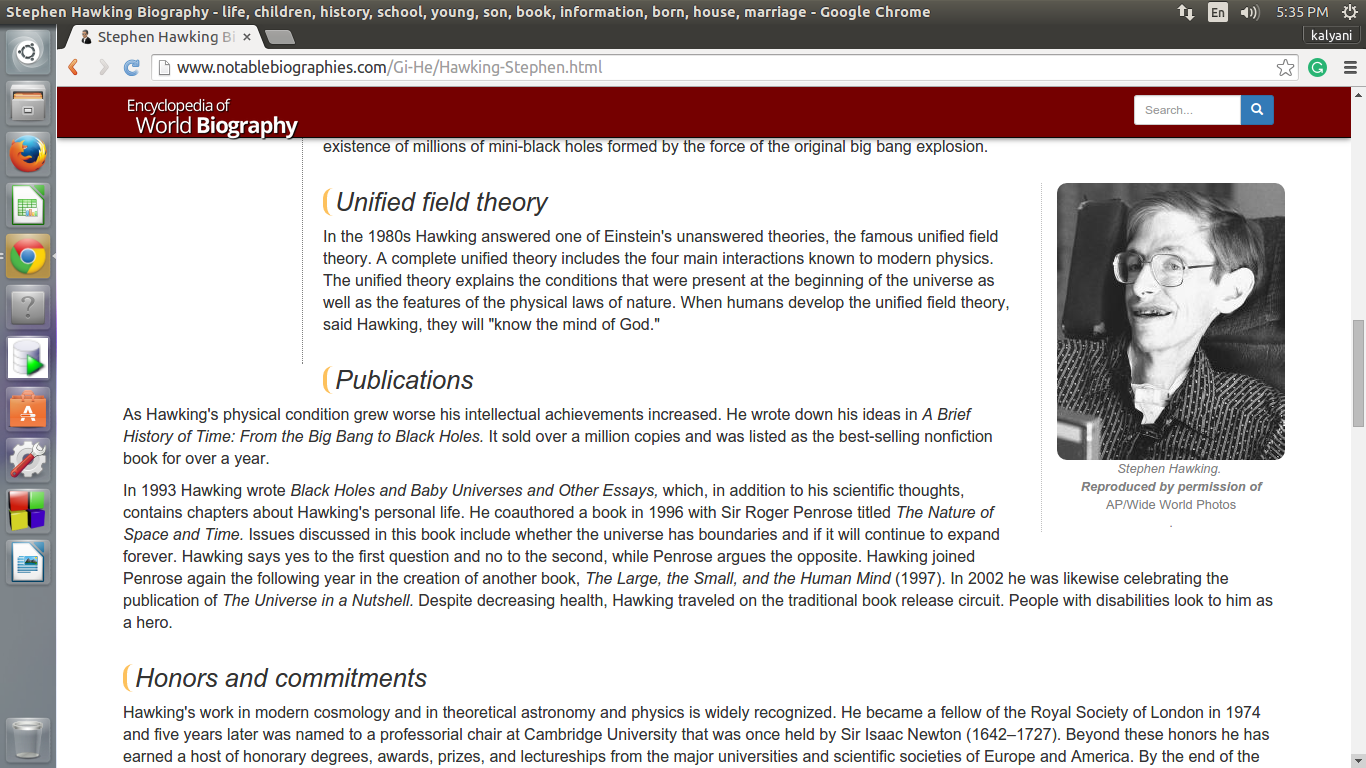 Stephen Hawking Biography - life, children, history, school, young, son, book, information, born, house, marriage - Google Chrome
En
5:35 PM
Stephen Hawking Bi
kalyani
www.notablebiographies.com/Gi-He/Hawking-Stephen.html
Encyclopedia of
World Biography
Search...
existence of millions of mini-black holes formed by the force of the original big bang explosion.
Unified field theory
In the 1980s Hawking answered one of Einstein's unanswered theories, the famous unified field
theory. A complete unified theory includes the four main interactions known to modern physics.
The unified theory explains the conditions that were present at the beginning of the universe as
well as the features of the physical laws of nature. When humans develop the unified field theory,
said Hawking, they will "know the mind of God."
Stephen Hawking.
Reproduced by permission of
AP/Wide World Photos
.
Publications
As Hawking's physical condition grew worse his intellectual achievements increased. He wrote down his ideas in A Brief
History of Time: From the Big Bang to Black Holes. It sold over a million copies and was listed as the best-selling nonfiction
book for over a year.
In 1993 Hawking wrote Black Holes and Baby Universes and Other Essays, which, in addition to his scientific thoughts,
contains chapters about Hawking's personal life. He coauthored a book in 1996 with Sir Roger Penrose titled The Nature of
Space and Time. Issues discussed in this book include whether the universe has boundaries and if it will continue to expand
forever. Hawking says yes to the first question and no to the second, while Penrose argues the opposite. Hawking joined
Penrose again the following year in the creation of another book, The Large, the Small, and the Human Mind (1997). In 2002 he was likewise celebrating the
publication of The Universe in a Nutshell. Despite decreasing health, Hawking traveled on the traditional book release circuit. People with disabilities look to him as
a hero.
Honors and commitments
Hawking's work in modern cosmology and in theoretical astronomy and physics is widely recognized. He became a fellow of the Royal Society of London in 1974
and five years later was named to a professorial chair at Cambridge University that was once held by Sir Isaac Newton (1642–1727). Beyond these honors he has
earned a host of honorary degrees, awards, prizes, and lectureships from the major universities and scientific societies of Europe and America. By the end of the